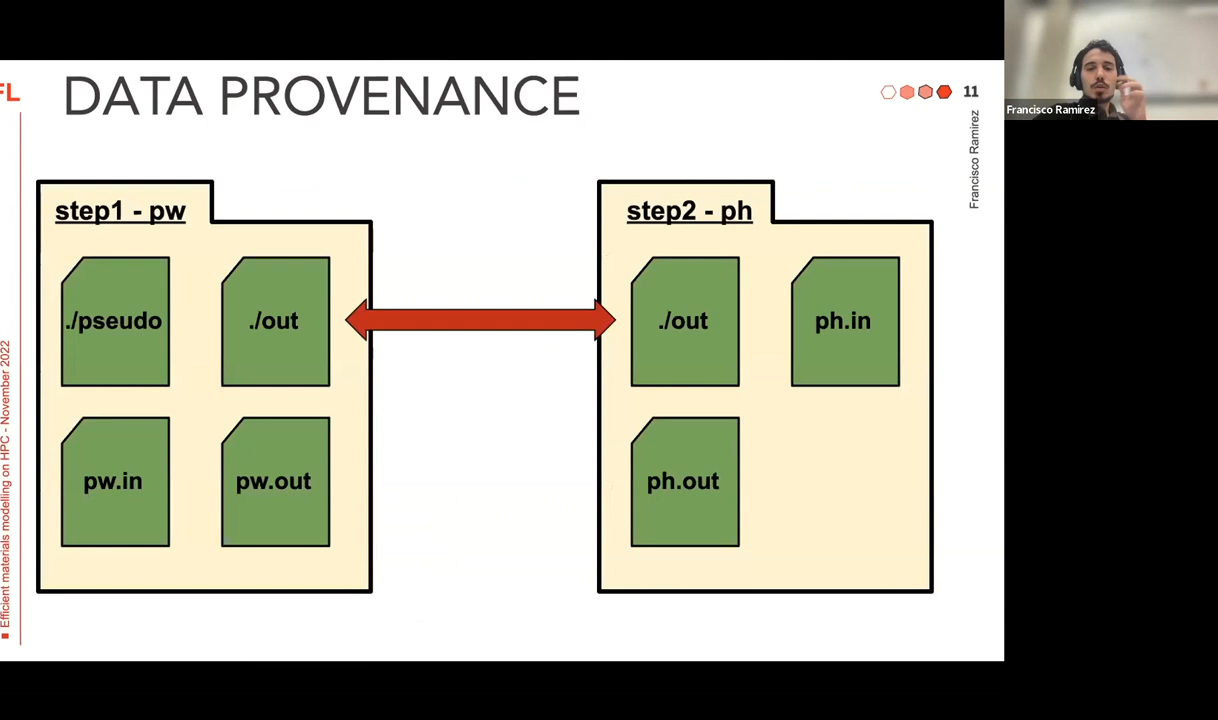 FL
DATA PROVENANCE
11
Francisco Ramirez
Francisco Ramirez
step1 - pw
./pseudo
./out
pw.in
pw.out
step2 - ph
./out
ph.in
ph.out
Efficient materials modelling on HPC - November 2022